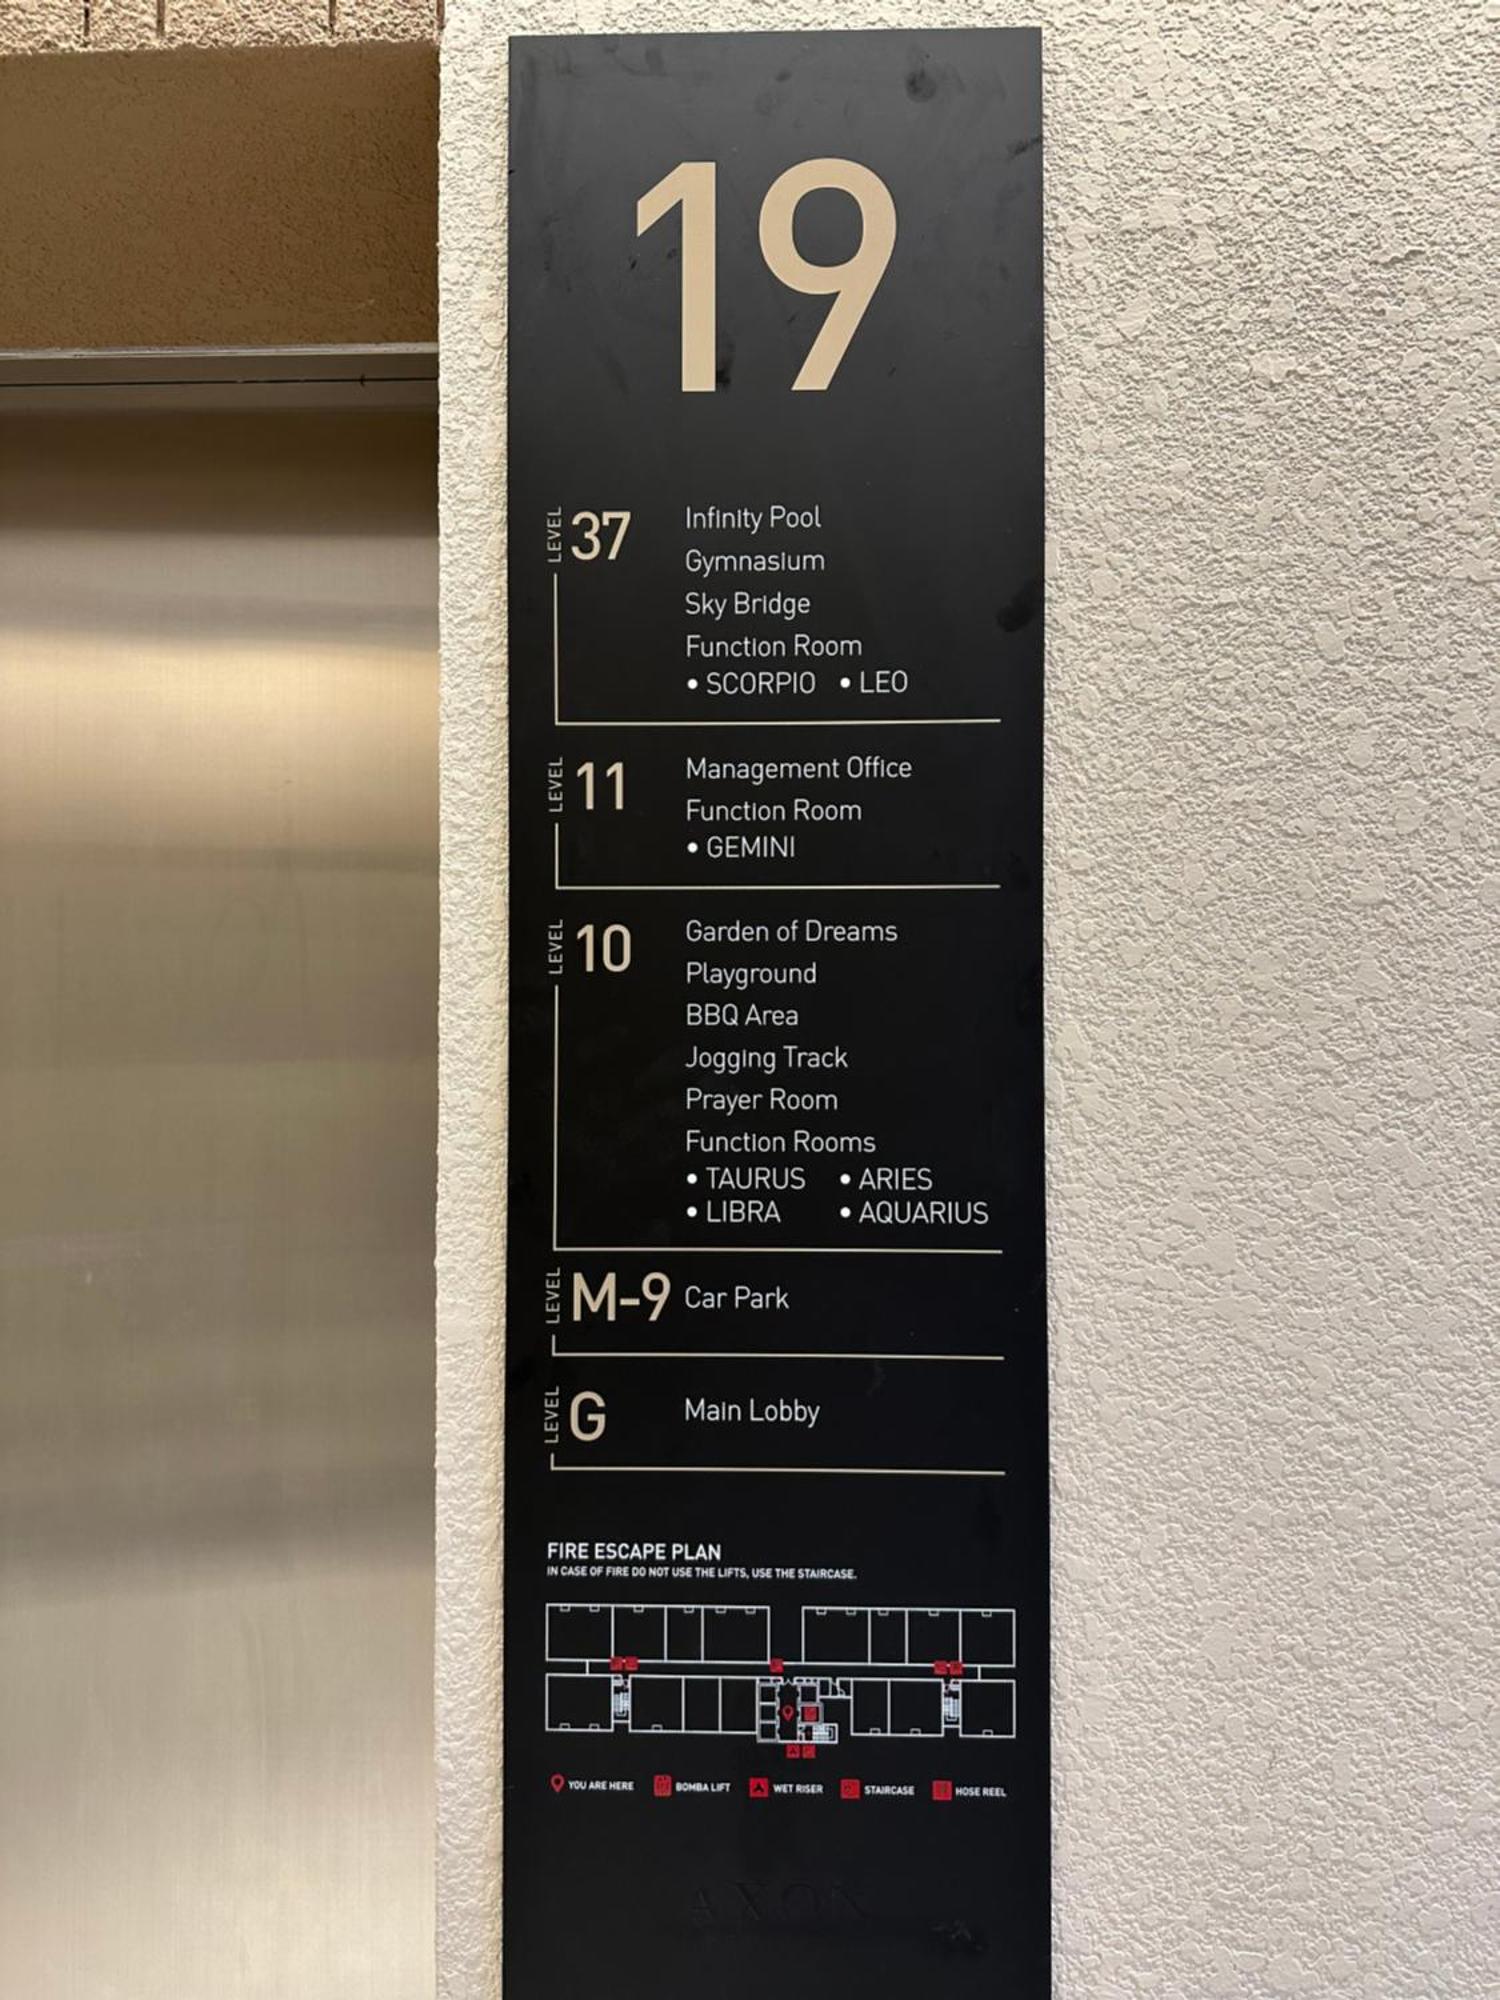 19
LEVEL 37 Infinity Pool
Gymnasium
Sky Bridge
Function Room
• SCORPIO • LEO
LEVEL 11 Management Office
Function Room
• GEMINI
LEVEL 10 Garden of Dreams
Playground
BBQ Area
Jogging Track
Prayer Room
Function Rooms
• TAURUS • ARIES
• LIBRA • AQUARIUS
LEVEL M-9 Car Park
LEVEL G Main Lobby
FIRE ESCAPE PLAN
IN CASE OF FIRE DO NOT USE THE LIFTS, USE THE STAIRCASE.
YOU ARE HERE BOMBA LIFT WET RISER STAIRCASE HOSE REEL